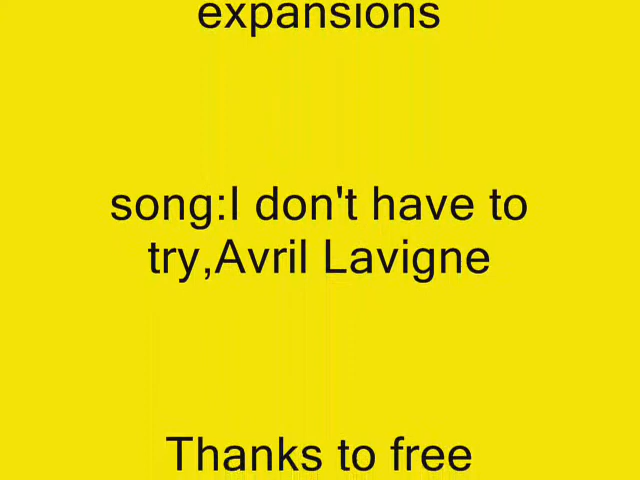 expansions
song:I don't have to
try,Avril Lavigne
Thanks to free